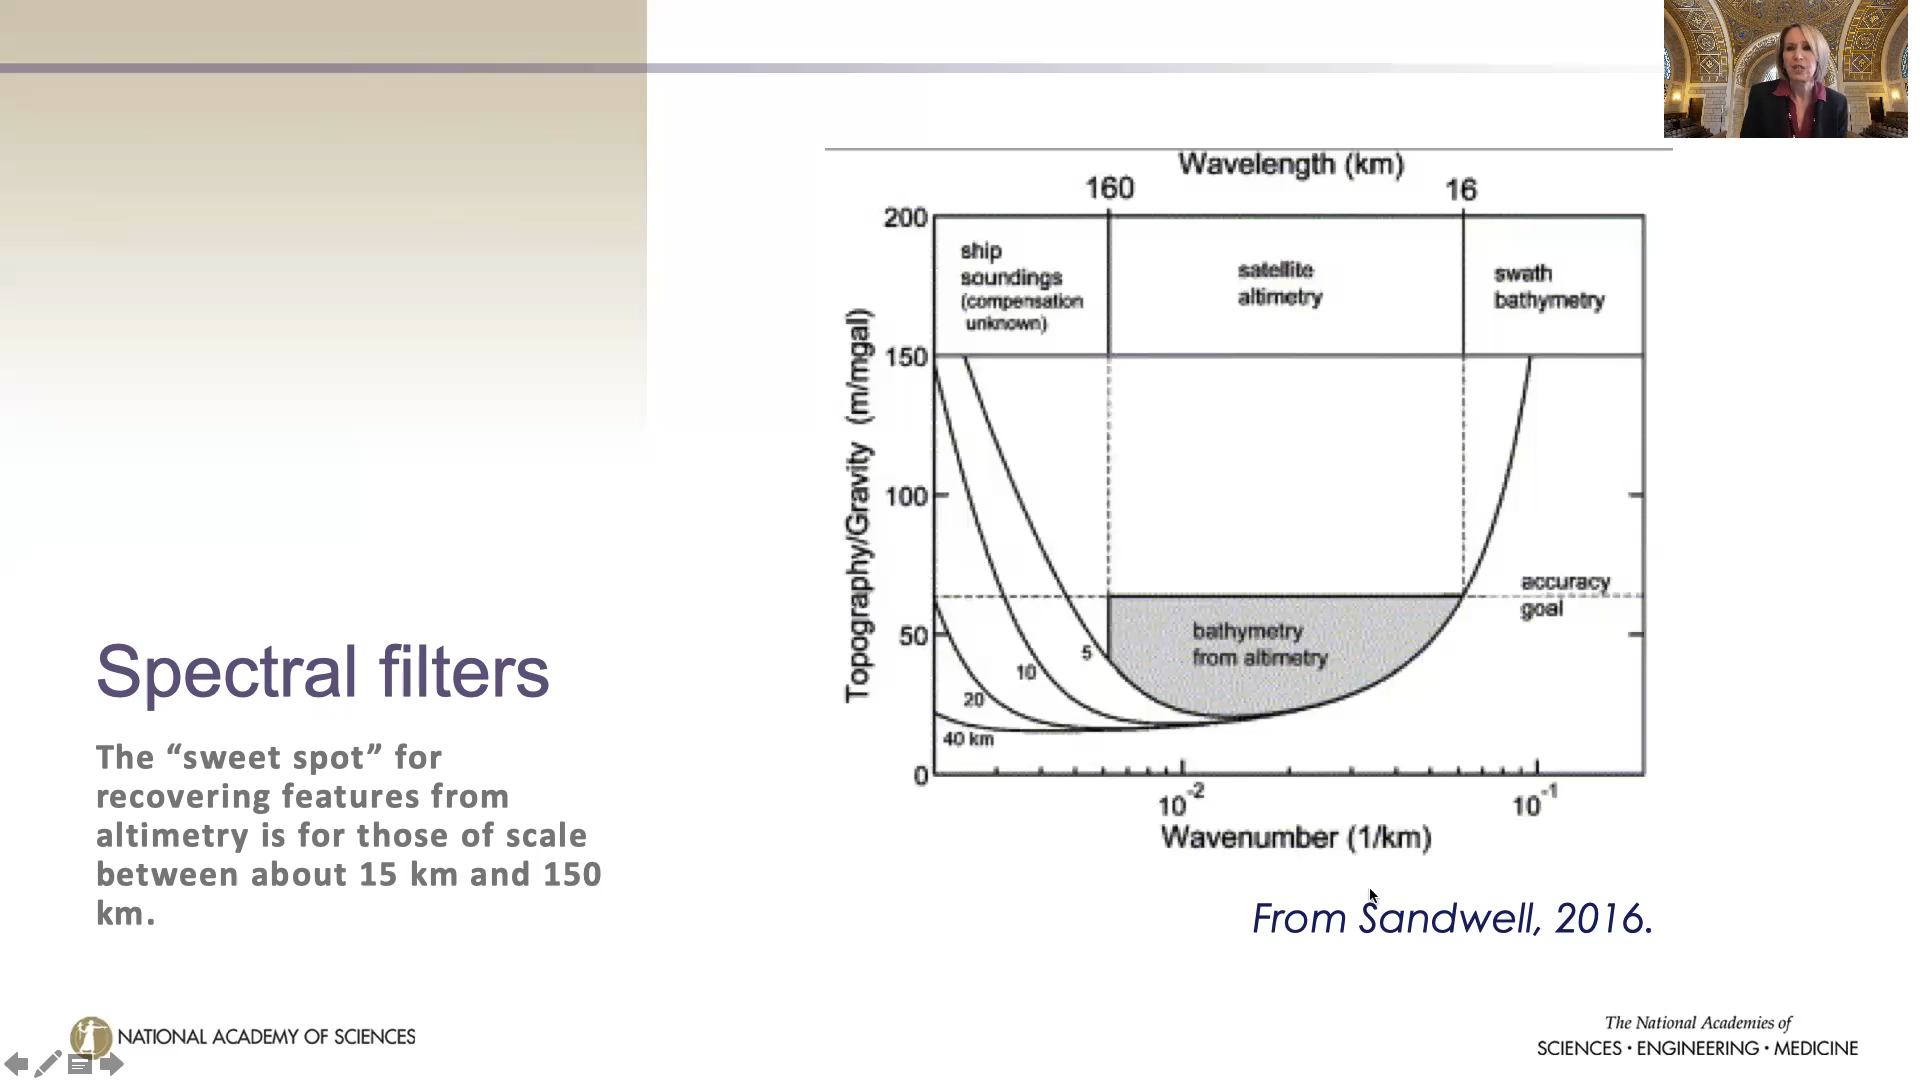 Spectral filters
The “sweet spot” for
recovering features from
altimetry is for those of scale
between about 15 km and 150
km.
Wavelength (km)
160
16
200
ship
soundings
(compensation
unknown)
satellite
altimetry
swath
bathymetry
150
100
Topography/Gravity (m/mgal)
accuracy
goal
50
bathymetry
from altimetry
5
10
20
40 km
0
10-2
10-1
Wavenumber (1/km)
From Sandwell, 2016.
NATIONAL ACADEMY OF SCIENCES
The National Academies of
SCIENCES · ENGINEERING · MEDICINE